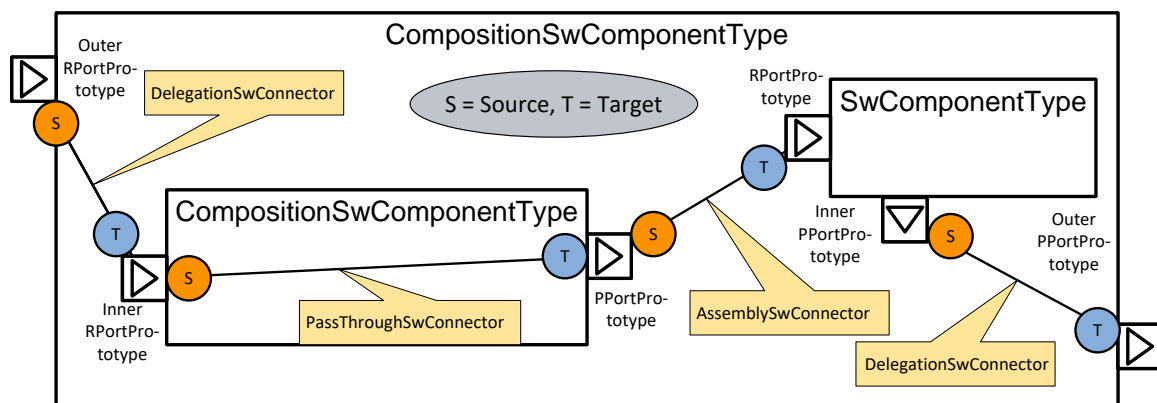 CompositionSwComponentType
Outer
RPortPro-
totype
DelegationSwConnector
S = Source, T = Target
RPortPro-
totype
SwComponentType
S
T
T
CompositionSwComponentType
S
T
S
Inner
RPortPro-
totype
PassThroughSwConnector
PPortPro-
totype
AssemblySwConnector
Inner
PPortPro-
totype
S
Outer
PPortPro-
totype
T
DelegationSwConnector